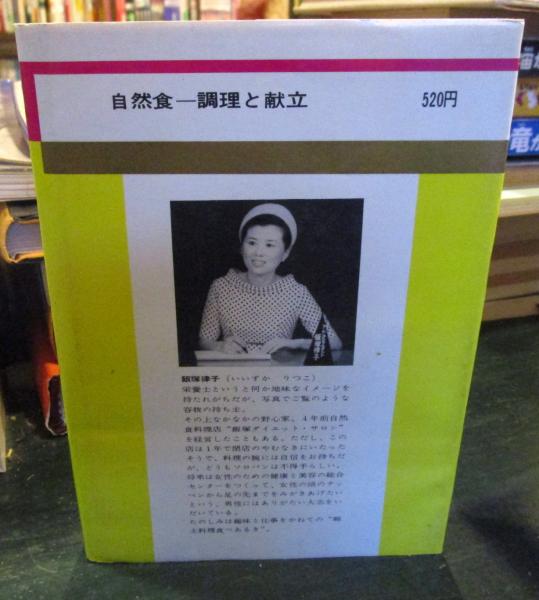 自然食―調理と献立
520円
飯塚律子(いいずか りつこ)
栄養士というと何か地味なイメージを
持たれがちだが、写真でご覧のような
容枚の持ち主。
その上なかなかの野心家、4年前自然
食料理店“飯塚ダイエット・サロン”
を経営したこともある。ただし、この
店は1年で閉店のやむなきにいたった
そうで、料理の腕には自信をお持ちだ
が、どうもソロバンは不得手らしい。
将来は女性のための健康と美容の総合
センターをつくって、女性の頭のテッ
ペンから足の先までをみがきあげたい
という、男性にはありがたい大志をい
だいている。
たのしみは趣味と仕事をかねての“郷
土料理食べあるき”。
竜が